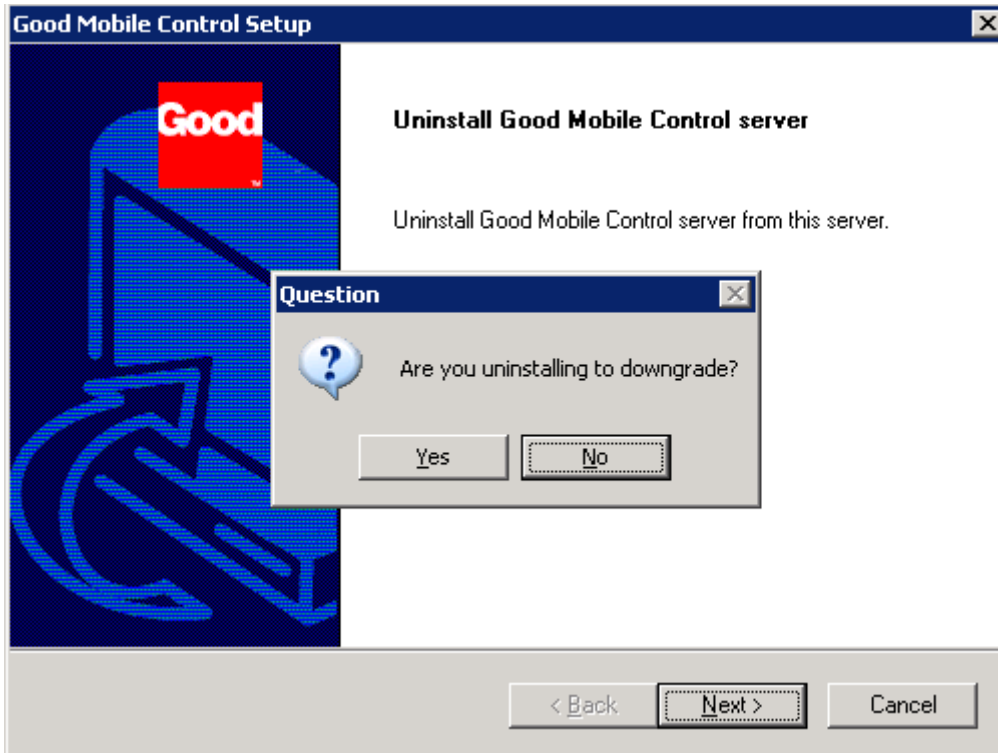 Good Mobile Control Setup
Good
Uninstall Good Mobile Control server
Uninstall Good Mobile Control server from this server.
Question
Are you uninstalling to downgrade?
Yes
No
< Back
Next >
Cancel